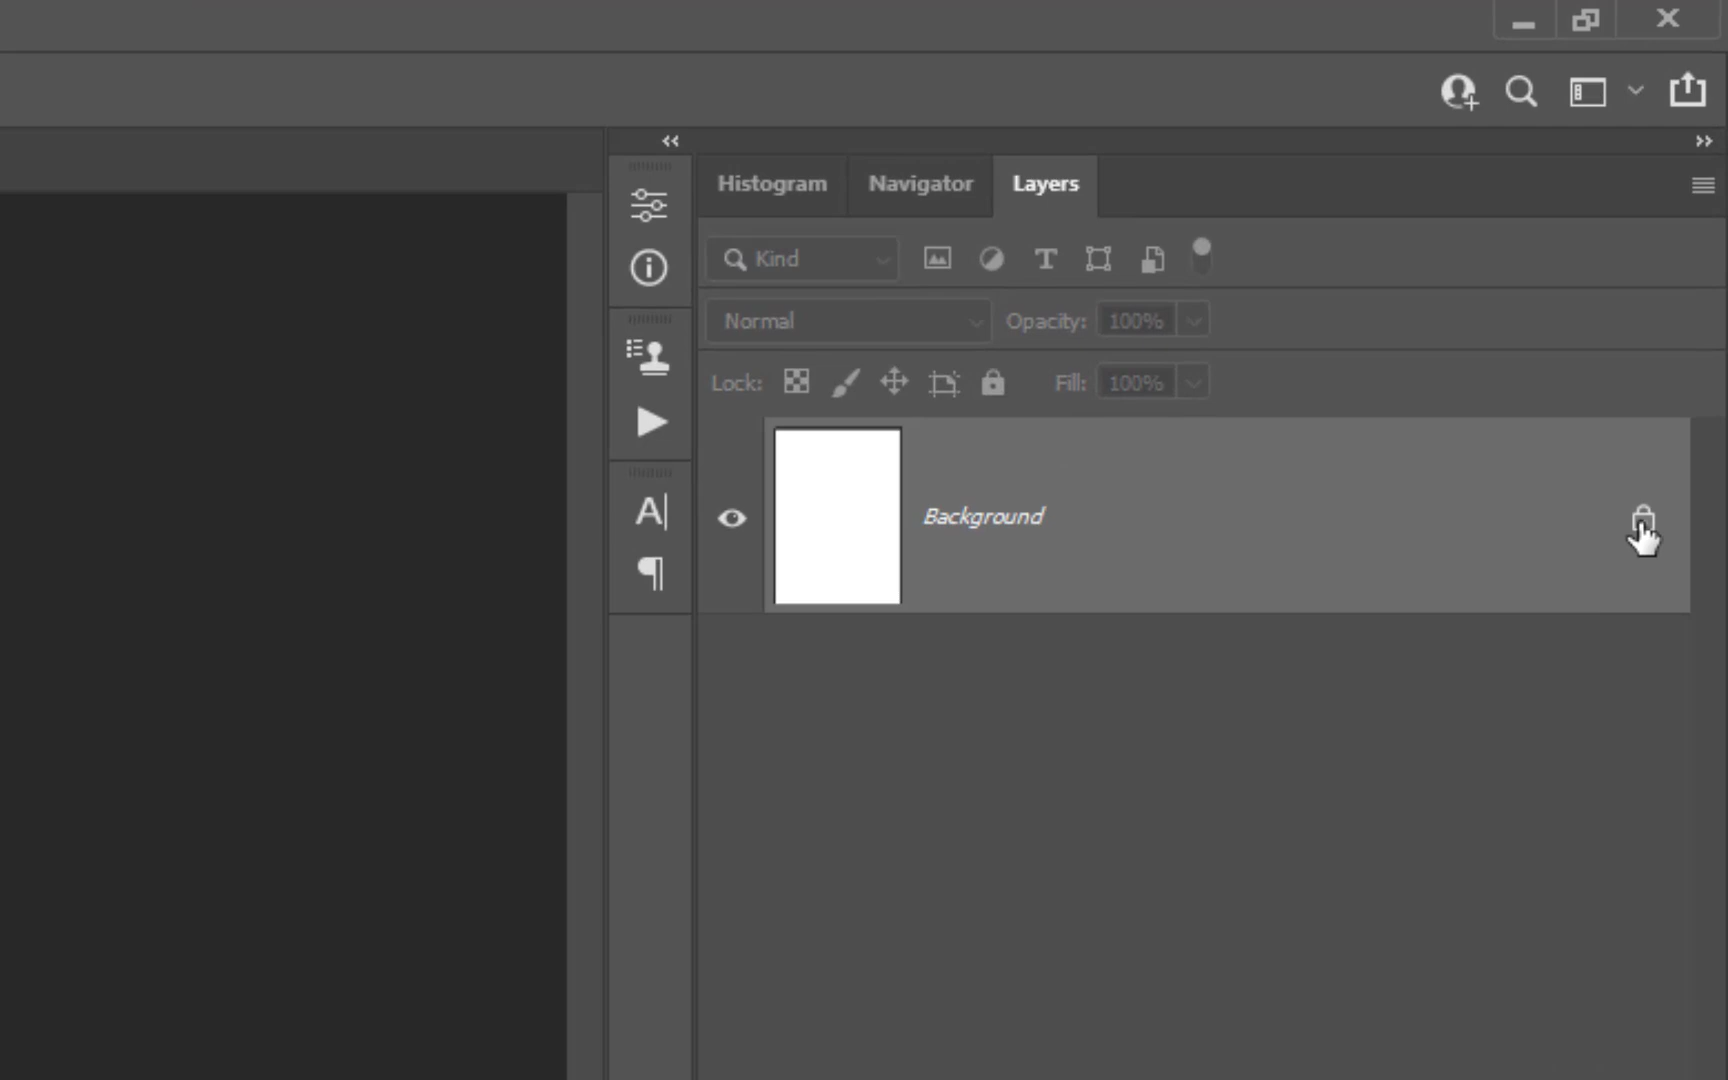 Histogram Navigator Layers
Kind
Normal Opacity: 100%
Lock: Fill: 100%
Background